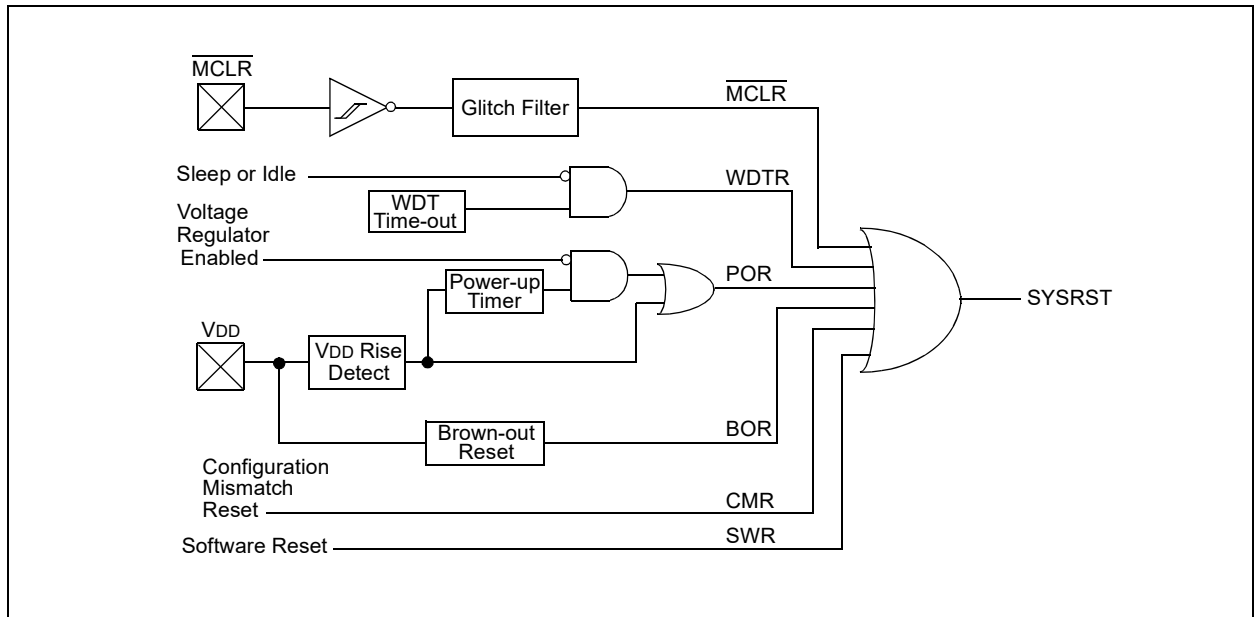 MCLR
Glitch Filter
MCLR
Sleep or Idle
WDT
Time-out
WDTR
Voltage
Regulator
Enabled
Power-up
Timer
POR
SYSRST
VDD
VDD Rise
Detect
Brown-out
Reset
BOR
Configuration
Mismatch
Reset
CMR
Software Reset
SWR